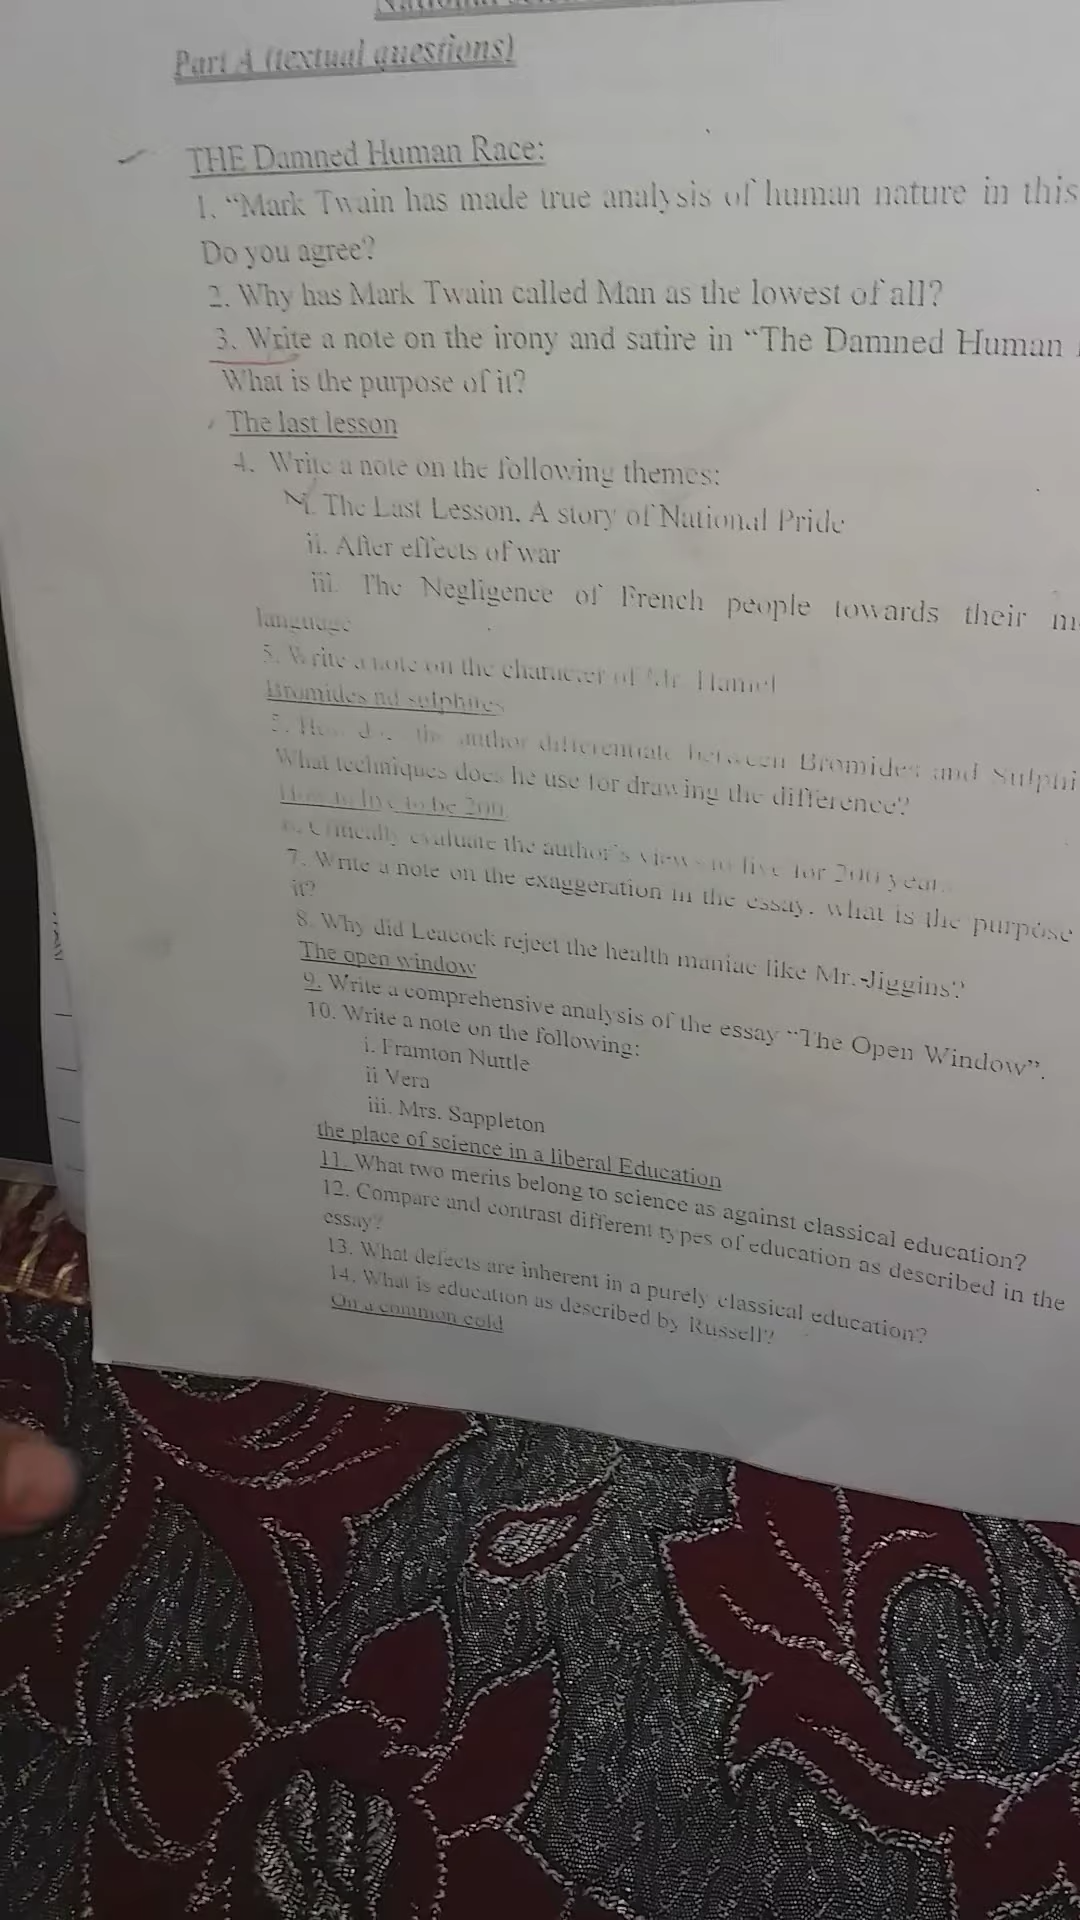 Part A (textual questions)
THE Damned Human Race:
1. “Mark Twain has made true analysis of human nature in this
Do you agree?
2. Why has Mark Twain called Man as the lowest of all?
3. Write a note on the irony and satire in “The Damned Human
What is the purpose of it?
The last lesson
4. Write a note on the following themes:
i. The Last Lesson, A story of National Pride
ii. After effects of war
iii. The Negligence of French people towards their
language
5. Write a note on the character of Mr. Hamel
Bromides nd sulphites
5. How does the author differentiate between Bromides and Sulphi
What techniques does he use for drawing the difference?
How to live to be 200
6. Critically evaluate the author's views to live for 200 years.
7. Write a note on the exaggeration in the essay. what is the purpose
it?
8. Why did Leacock reject the health maniac like Mr.-Jiggins?
The open window
9. Write a comprehensive analysis of the essay “The Open Window”.
10. Write a note on the following:
i. Framton Nuttle
ii Vera
iii. Mrs. Sappleton
the place of science in a liberal Education
11. What two merits belong to science as against classical education?
12. Compare and contrast different types of education as described in the
essay?
13. What defects are inherent in a purely classical education?
14. What is education as described by Russell?
On a common cold